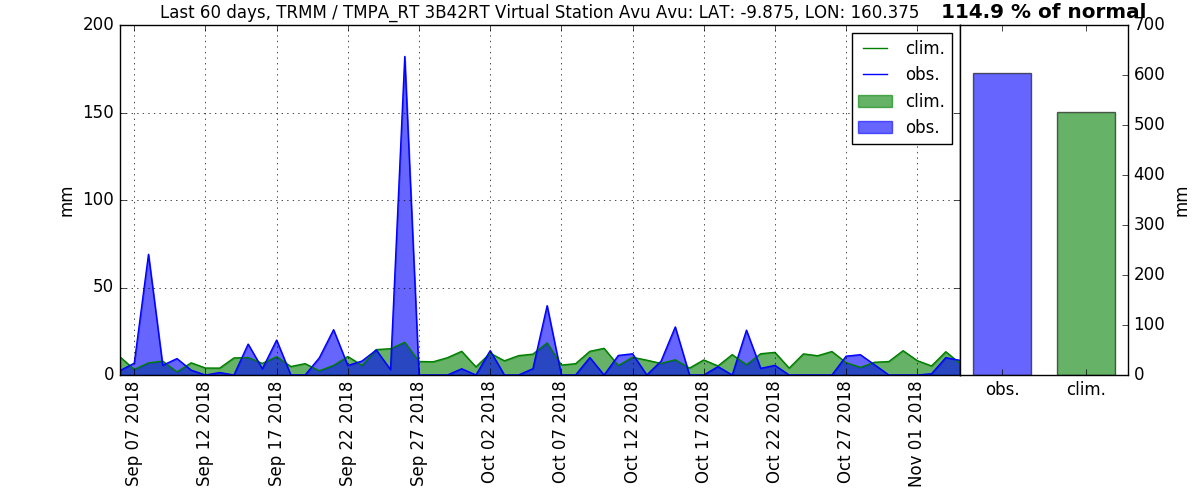 Last 60 days, TRMM / TMPA_RT 3B42RT Virtual Station Avu Avu: LAT: -9.875, LON: 160.375
114.9 % of normal
200
150
100
50
0
mm
clim.
obs.
clim.
obs.
700
600
500
400
300
200
100
0
mm
obs.
clim.
Sep 07 2018
Sep 12 2018
Sep 17 2018
Sep 22 2018
Sep 27 2018
Oct 02 2018
Oct 07 2018
Oct 12 2018
Oct 17 2018
Oct 22 2018
Oct 27 2018
Nov 01 2018